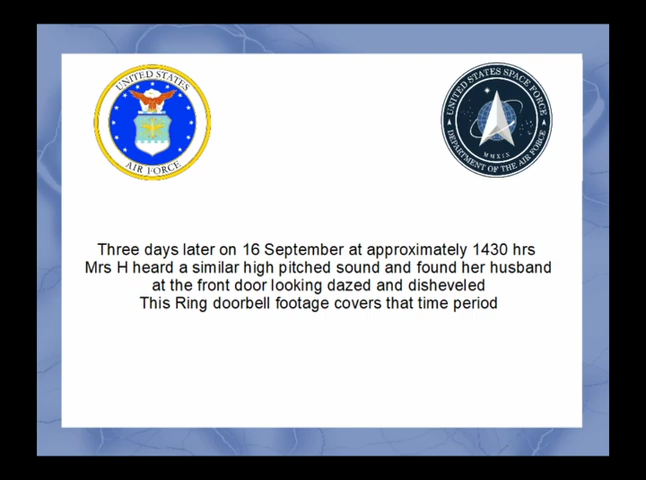 UNITED STATES
AIR FORCE
UNITED STATES SPACE FORCE
MMXIX
DEPARTMENT OF THE AIR FORCE
Three days later on 16 September at approximately 1430 hrs
Mrs H heard a similar high pitched sound and found her husband
at the front door looking dazed and disheveled
This Ring doorbell footage covers that time period